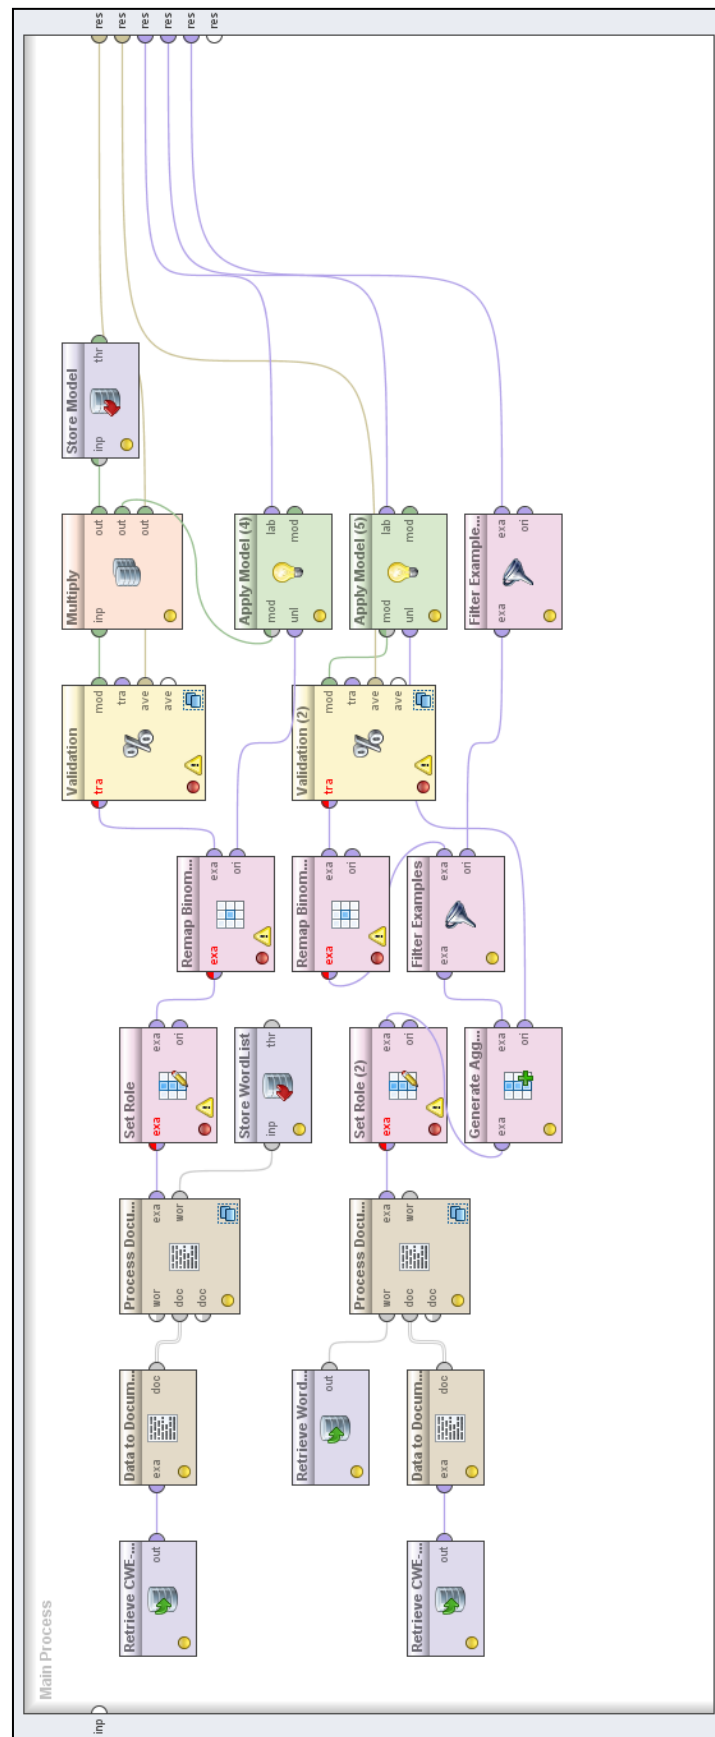 Main Process
inp
Retrieve CWE-...
out
Retrieve CWE-...
out
Data to Docum...
exa
doc
Retrieve Word...
out
Data to Docum...
exa
doc
Process Docu...
wor
doc
doc
exa
wor
Process Docu...
wor
doc
doc
exa
wor
Set Role
exa
exa
ori
Store WordList
inp
thr
Set Role (2)
exa
exa
ori
Generate Agg...
exa
exa
ori
Remap Binom...
exa
exa
ori
Remap Binom...
exa
exa
ori
Filter Examples
exa
exa
ori
Validation
tra
mod
tra
ave
ave
Validation (2)
tra
mod
tra
ave
ave
Multiply
inp
out
out
out
Apply Model (4)
mod
unl
lab
mod
Apply Model (5)
mod
unl
lab
mod
Filter Example...
exa
exa
ori
Store Model
inp
thr
res
res
res
res
res
res